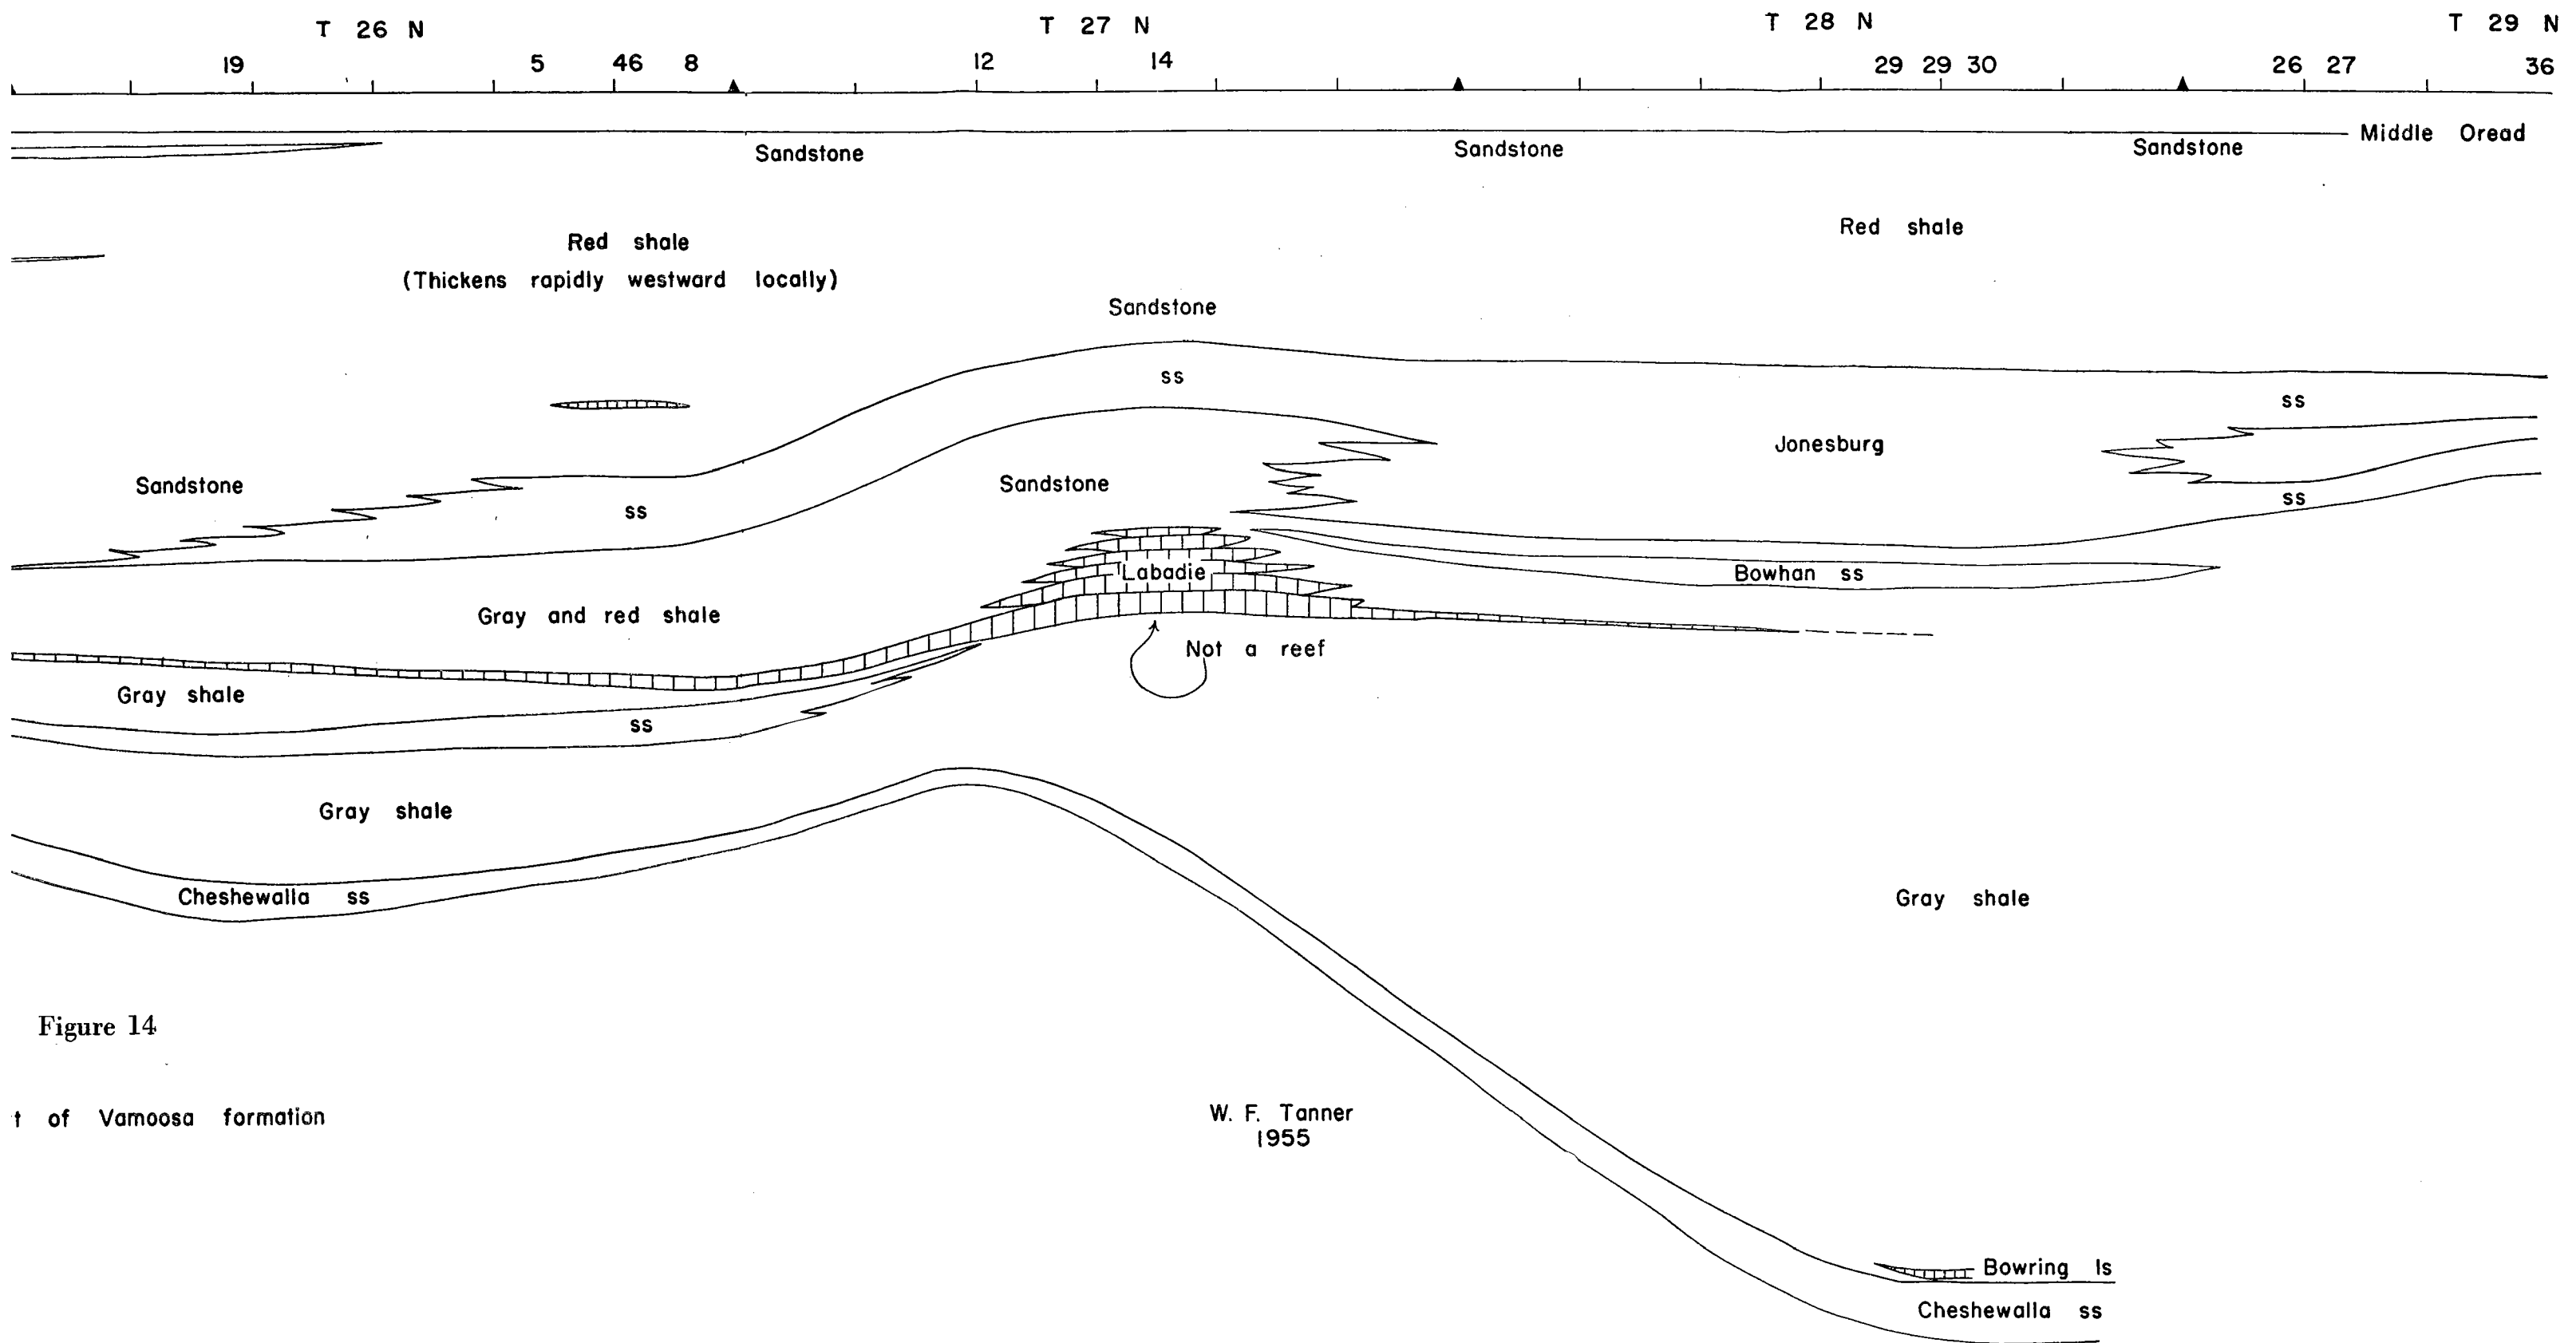 T 26 N T 27 N T 28 N T 29 N
19 5 46 8 12 14 29 29 30 26 27 36
Middle Oread
Sandstone Sandstone Sandstone
Red shale
Red shale
(Thickens rapidly westward locally)
Sandstone
ss
ss
Jonesburg
Sandstone
Sandstone
ss
ss
Labadie
Bowhan ss
Gray and red shale
Not a reef
Gray shale
ss
Gray shale
Cheshewalla ss
Gray shale
Figure 14
t of Vamoosa formation
W. F. Tanner
1955
Bowring ls
Cheshewalla ss